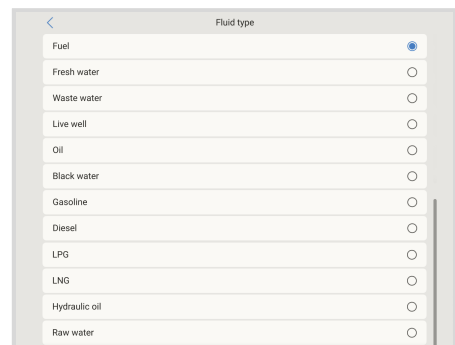 Fluid type
Fuel
Fresh water
Waste water
Live well
Oil
Black water
Gasoline
Diesel
LPG
LNG
Hydraulic oil
Raw water